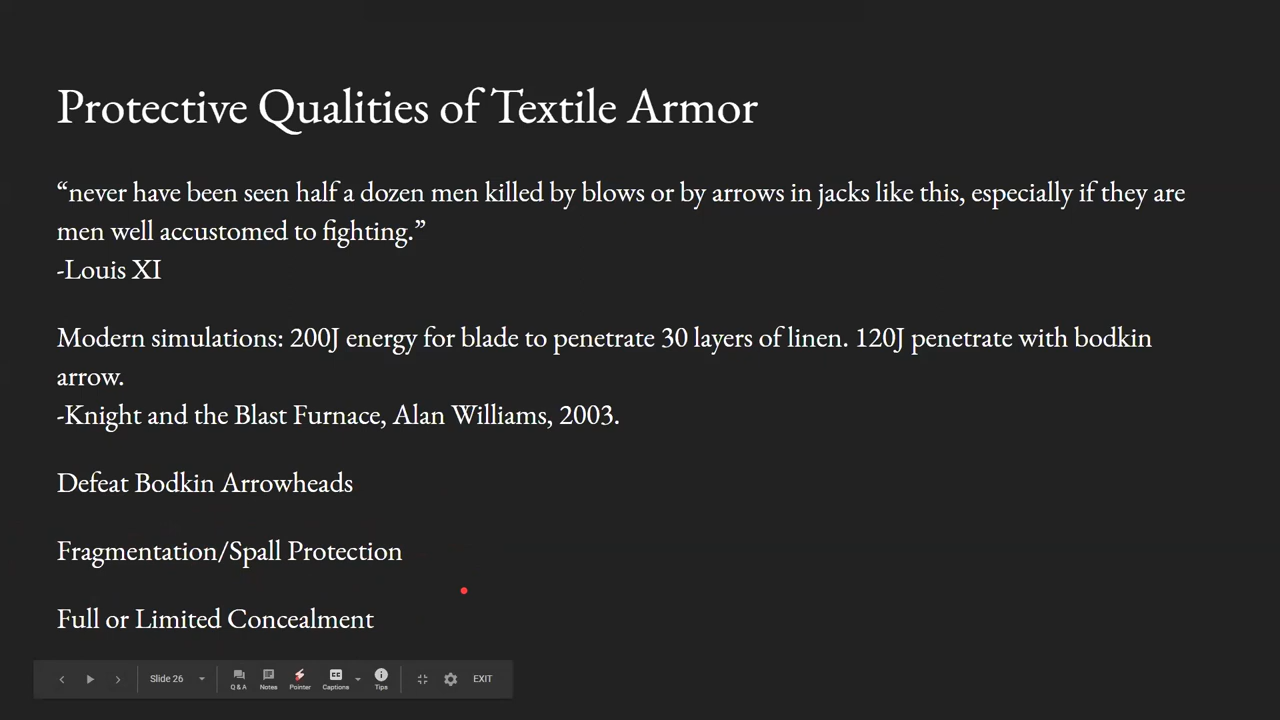 Protective Qualities of Textile Armor
“never have been seen half a dozen men killed by blows or by arrows in jacks like this, especially if they are
men well accustomed to fighting.”
-Louis XI
Modern simulations: 200J energy for blade to penetrate 30 layers of linen. 120J penetrate with bodkin
arrow.
-Knight and the Blast Furnace, Alan Williams, 2003.
Defeat Bodkin Arrowheads
Fragmentation/Spall Protection
Full or Limited Concealment
Slide 26 Q & A Notes Pointer CC Captions Tips EXIT